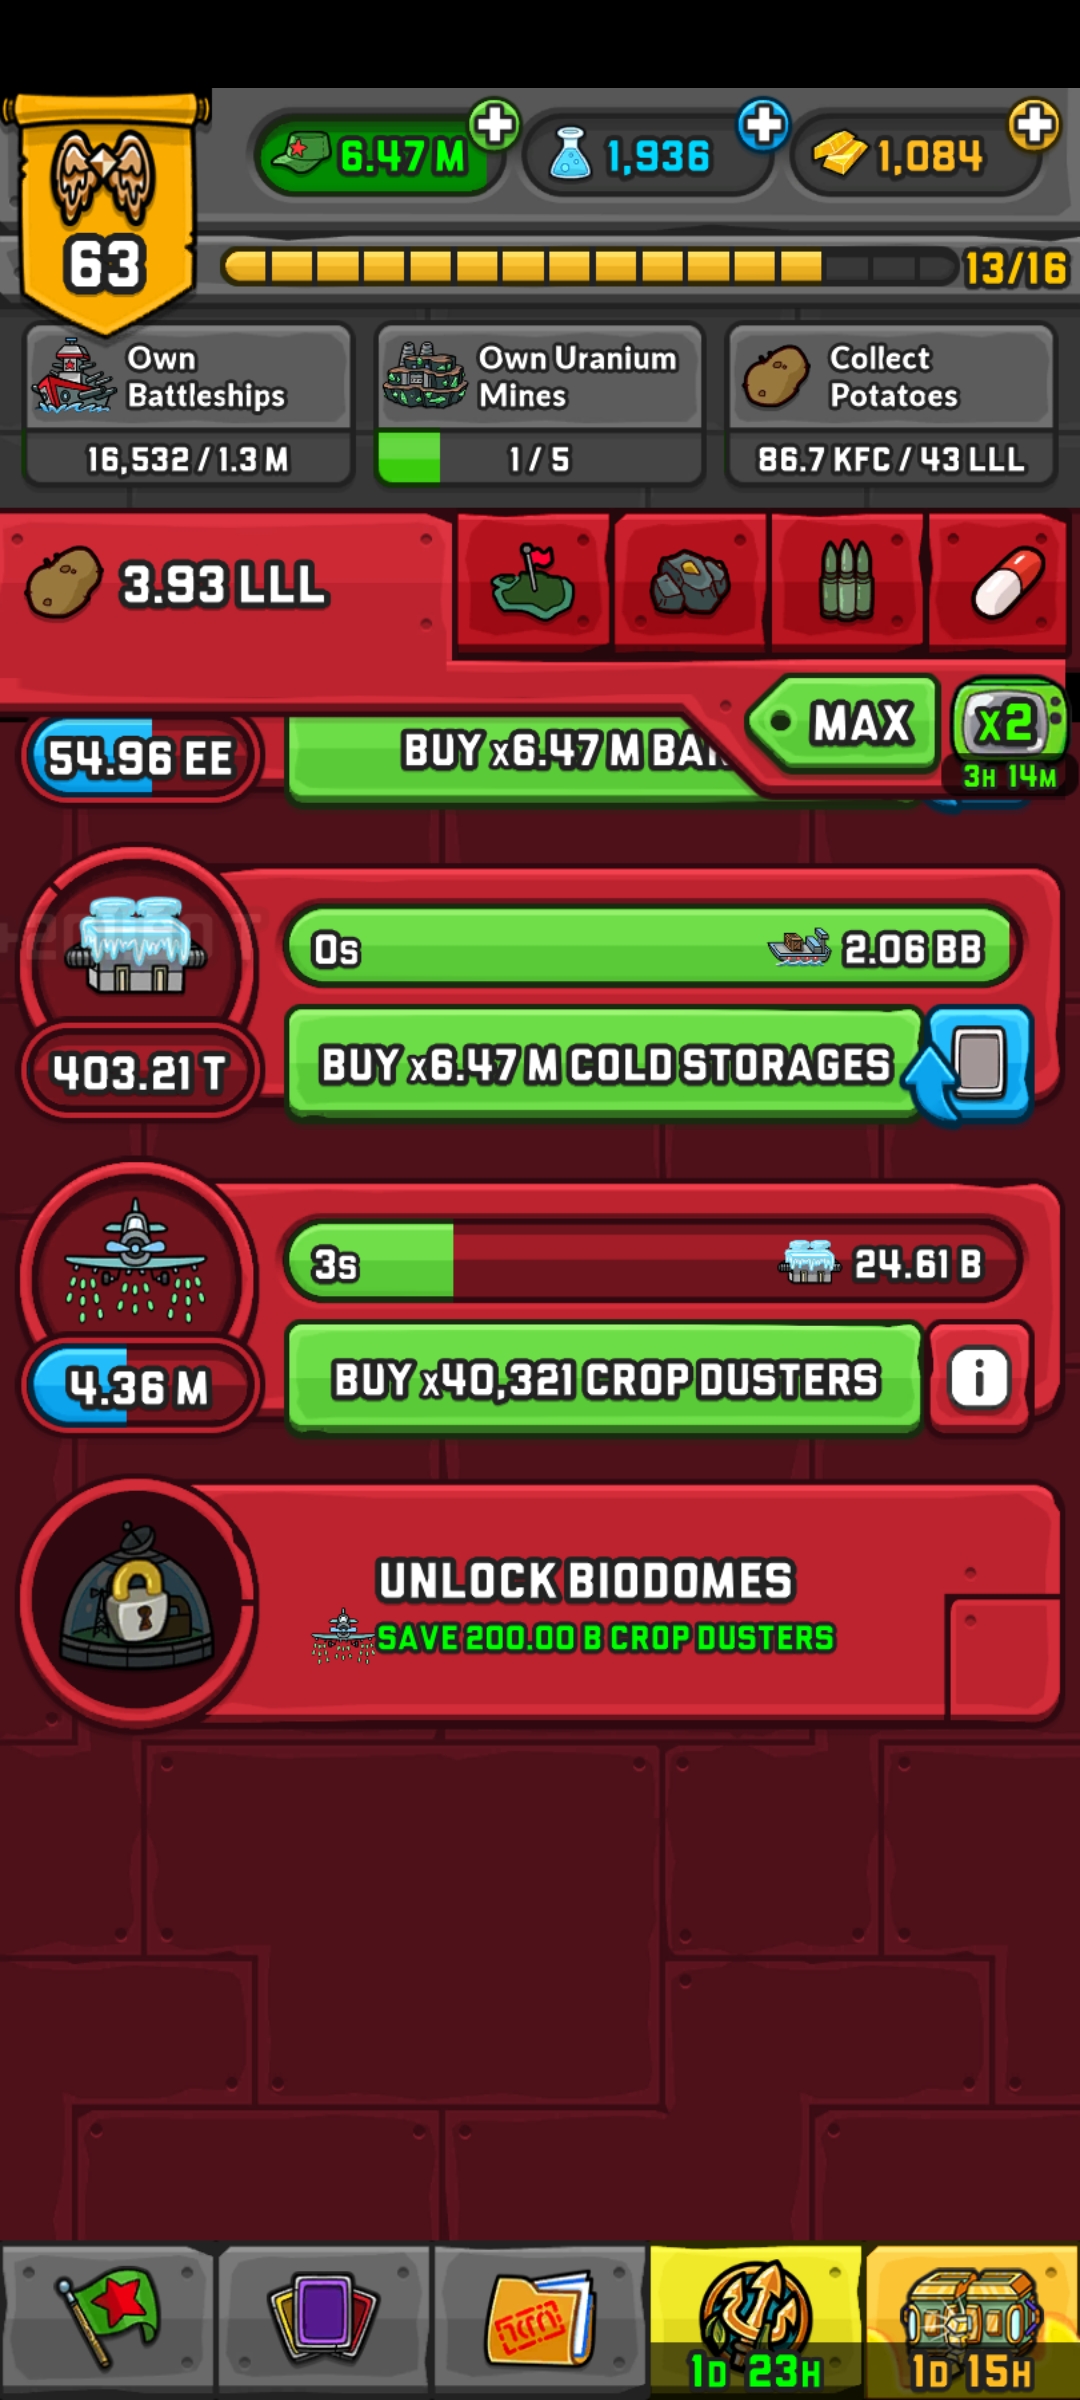 6.47 M
1,936
1,084
63
13/16
Own
Battleships
16,532 / 1.3 M
Own Uranium
Mines
1 / 5
Collect
Potatoes
86.7 KFC / 43 LLL
3.93 LLL
MAX
x2
3H 14M
54.96 EE
BUY x6.47 M
0s
2.06 BB
403.21 T
BUY x6.47 M COLD STORAGES
3s
24.61 B
4.36 M
BUY x40,321 CROP DUSTERS
i
UNLOCK BIODOMES
SAVE 200.00 B CROP DUSTERS
1D 23H
1D 15H